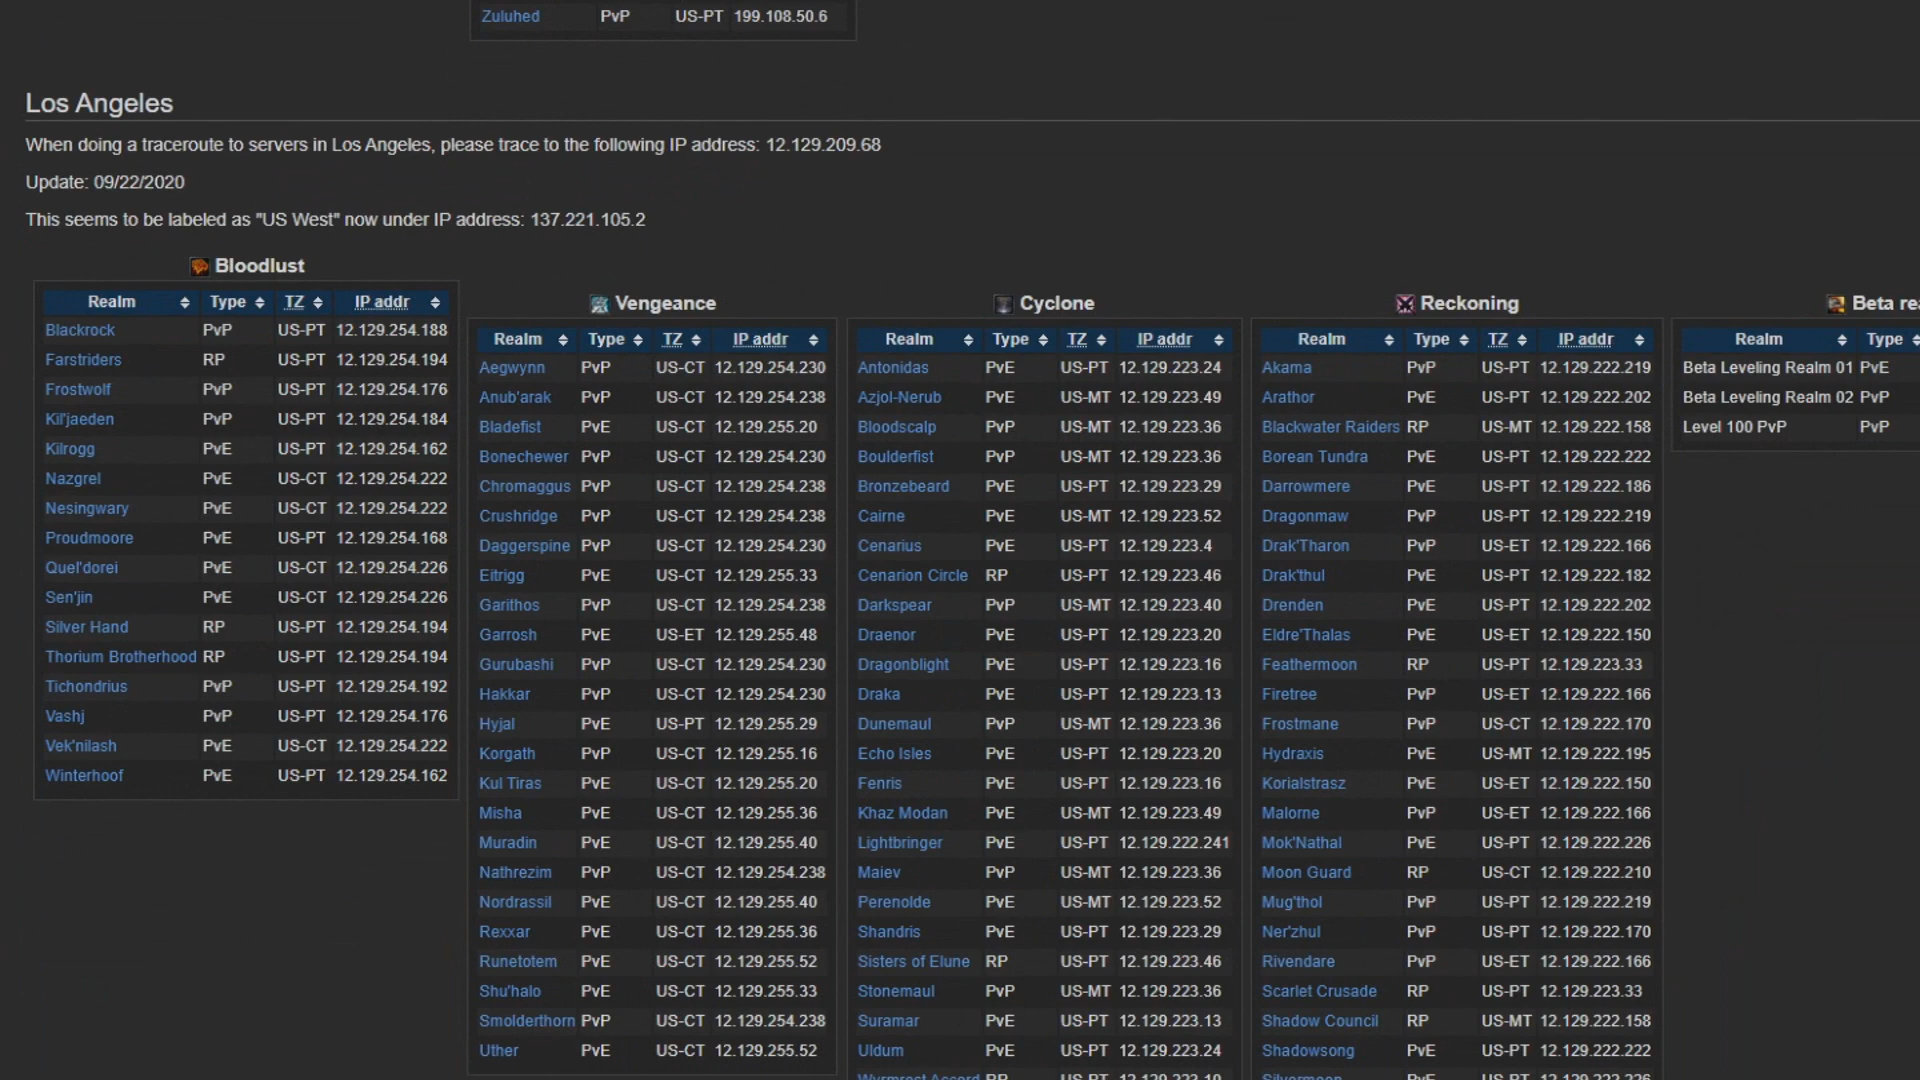 Zuluhed PvP US-PT 199.108.50.6
Los Angeles
When doing a traceroute to servers in Los Angeles, please trace to the following IP address: 12.129.209.68
Update: 09/22/2020
This seems to be labeled as "US West" now under IP address: 137.221.105.2
Bloodlust
Realm Type TZ IP addr
Blackrock PvP US-PT 12.129.254.188
Farstriders RP US-PT 12.129.254.194
Frostwolf PvP US-PT 12.129.254.176
Kil'jaeden PvP US-PT 12.129.254.184
Kilrogg PvE US-PT 12.129.254.162
Nazgrel PvE US-CT 12.129.254.222
Nesingwary PvE US-CT 12.129.254.222
Proudmoore PvE US-PT 12.129.254.168
Quel'dorei PvE US-CT 12.129.254.226
Sen'jin PvE US-CT 12.129.254.226
Silver Hand RP US-PT 12.129.254.194
Thorium Brotherhood RP US-PT 12.129.254.194
Tichondrius PvP US-PT 12.129.254.192
Vashj PvP US-PT 12.129.254.176
Vek'nilash PvE US-CT 12.129.254.222
Winterhoof PvE US-PT 12.129.254.162
Vengeance
Realm Type TZ IP addr
Aegwynn PvP US-CT 12.129.254.230
Anub'arak PvP US-CT 12.129.254.238
Bladefist PvE US-CT 12.129.255.20
Bonechewer PvP US-CT 12.129.254.230
Chromaggus PvP US-CT 12.129.254.238
Crushridge PvP US-CT 12.129.254.238
Daggerspine PvP US-CT 12.129.254.230
Eitrigg PvE US-CT 12.129.255.33
Garithos PvP US-CT 12.129.254.238
Garrosh PvE US-ET 12.129.255.48
Gurubashi PvP US-CT 12.129.254.230
Hakkar PvP US-CT 12.129.254.230
Hyjal PvE US-PT 12.129.255.29
Korgath PvP US-CT 12.129.255.16
Kul Tiras PvE US-CT 12.129.255.20
Misha PvE US-CT 12.129.255.36
Muradin PvE US-CT 12.129.255.40
Nathrezim PvP US-CT 12.129.254.238
Nordrassil PvE US-CT 12.129.255.40
Rexxar PvE US-CT 12.129.255.36
Runetotem PvE US-CT 12.129.255.52
Shu'halo PvE US-CT 12.129.255.33
Smolderthorn PvP US-CT 12.129.254.238
Uther PvE US-CT 12.129.255.52
Cyclone
Realm Type TZ IP addr
Antonidas PvE US-PT 12.129.223.24
Azjol-Nerub PvE US-MT 12.129.223.49
Bloodscalp PvP US-MT 12.129.223.36
Boulderfist PvP US-MT 12.129.223.36
Bronzebeard PvE US-PT 12.129.223.29
Cairne PvE US-MT 12.129.223.52
Cenarius PvE US-PT 12.129.223.4
Cenarion Circle RP US-PT 12.129.223.46
Darkspear PvP US-MT 12.129.223.40
Draenor PvE US-PT 12.129.223.20
Dragonblight PvE US-PT 12.129.223.16
Draka PvE US-PT 12.129.223.13
Dunemaul PvP US-MT 12.129.223.36
Echo Isles PvE US-PT 12.129.223.20
Fenris PvE US-PT 12.129.223.16
Khaz Modan PvE US-MT 12.129.223.49
Lightbringer PvE US-PT 12.129.222.241
Maiev PvP US-MT 12.129.223.36
Perenolde PvE US-MT 12.129.223.52
Shandris PvE US-PT 12.129.223.29
Sisters of Elune RP US-PT 12.129.223.46
Stonemaul PvP US-MT 12.129.223.36
Suramar PvE US-PT 12.129.223.13
Uldum PvE US-PT 12.129.223.24
Wyrmrest Accord RP US-PT 12.129.223.10
Reckoning
Realm Type TZ IP addr
Akama PvP US-PT 12.129.222.219
Arathor PvE US-PT 12.129.222.202
Blackwater Raiders RP US-MT 12.129.222.158
Borean Tundra PvE US-PT 12.129.222.222
Darrowmere PvE US-PT 12.129.222.186
Dragonmaw PvP US-PT 12.129.222.219
Drak'Tharon PvP US-ET 12.129.222.166
Drak'thul PvE US-PT 12.129.222.182
Drenden PvE US-PT 12.129.222.202
Eldre'Thalas PvE US-ET 12.129.222.150
Feathermoon RP US-PT 12.129.223.33
Firetree PvP US-ET 12.129.222.166
Frostmane PvP US-CT 12.129.222.170
Hydraxis PvE US-MT 12.129.222.195
Korialstrasz PvE US-ET 12.129.222.150
Malorne PvP US-ET 12.129.222.166
Mok'Nathal PvE US-PT 12.129.222.226
Moon Guard RP US-CT 12.129.222.210
Mug'thol PvP US-PT 12.129.222.219
Ner'zhul PvP US-PT 12.129.222.170
Rivendare PvP US-ET 12.129.222.166
Scarlet Crusade RP US-PT 12.129.223.33
Shadow Council RP US-MT 12.129.222.158
Shadowsong PvE US-PT 12.129.222.222
Silvermoon PvE US-PT 12.129.222.226
Beta rea
Realm Type
Beta Leveling Realm 01 PvE
Beta Leveling Realm 02 PvP
Level 100 PvP PvP